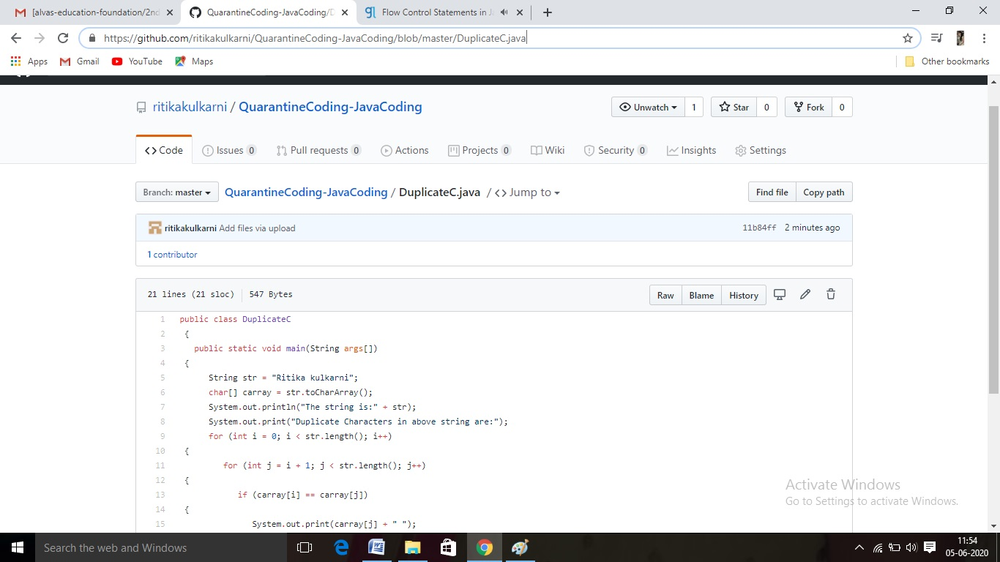 [alvas-education-foundation/2nd
QuarantineCoding-JavaCoding/D
Flow Control Statements in Ja
https://github.com/ritikakulkarni/QuarantineCoding-JavaCoding/blob/master/DuplicateC.java
Apps Gmail YouTube Maps Other bookmarks
ritikakulkarni / QuarantineCoding-JavaCoding
Unwatch 1 Star 0 Fork 0
Code Issues 0 Pull requests 0 Actions Projects 0 Wiki Security 0 Insights Settings
Branch: master QuarantineCoding-JavaCoding / DuplicateC.java / <> Jump to
Find file Copy path
ritikakulkarni Add files via upload 11b84ff 2 minutes ago
1 contributor
21 lines (21 sloc) 547 Bytes
Raw Blame History
1 public class DuplicateC
2 {
3 public static void main(String args[])
4 {
5 String str = "Ritika kulkarni";
6 char[] carray = str.toCharArray();
7 System.out.println("The string is:" + str);
8 System.out.print("Duplicate Characters in above string are:");
9 for (int i = 0; i < str.length(); i++)
10 {
11 for (int j = i + 1; j < str.length(); j++)
12 {
13 if (carray[i] == carray[j])
14 {
15 System.out.print(carray[j] + " ");
Activate Windows
Go to Settings to activate Windows.
Search the web and Windows
11:54
05-06-2020